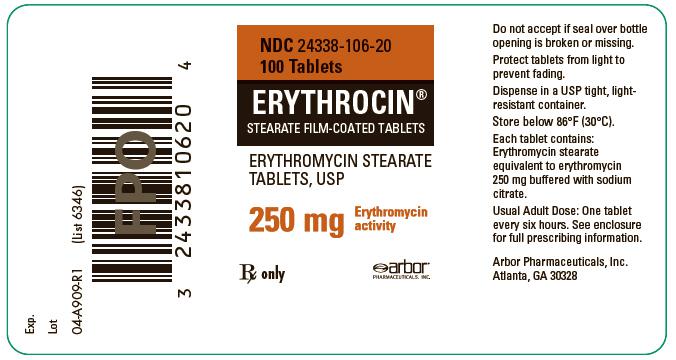 Exp.
Lot
04-A909-R1 (List 6346)
FPO
3 2433810620 4
NDC 24338-106-20
100 Tablets
ERYTHROCIN®
STEARATE FILM-COATED TABLETS
ERYTHROMYCIN STEARATE
TABLETS, USP
250 mg Erythromycin
activity
Rx only
arbor®
PHARMACEUTICALS, INC.
Do not accept if seal over bottle
opening is broken or missing.
Protect tablets from light to
prevent fading.
Dispense in a USP tight, light-
resistant container.
Store below 86°F (30°C).
Each tablet contains:
Erythromycin stearate
equivalent to erythromycin
250 mg buffered with sodium
citrate.
Usual Adult Dose: One tablet
every six hours. See enclosure
for full prescribing information.
Arbor Pharmaceuticals, Inc.
Atlanta, GA 30328